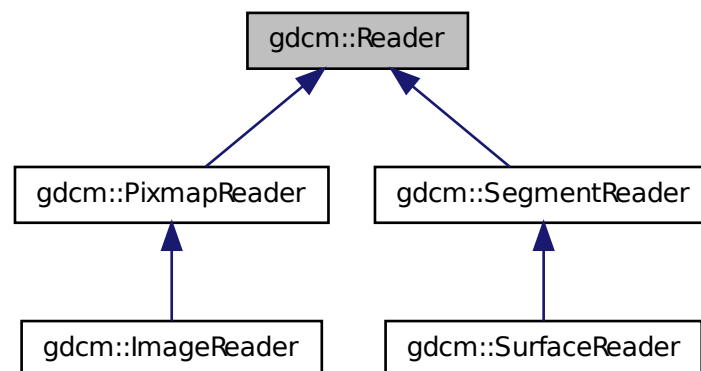 gdcm::Reader
gdcm::PixmapReader
gdcm::SegmentReader
gdcm::ImageReader
gdcm::SurfaceReader